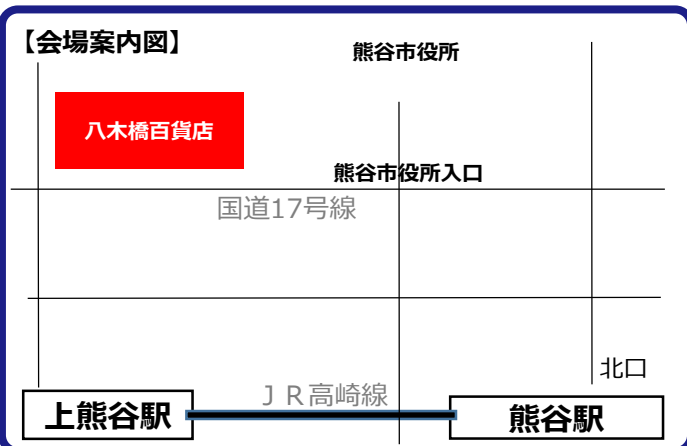 【会場案内図】
熊谷市役所
八木橋百貨店
熊谷市役所入口
国道17号線
北口
ＪＲ高崎線
上熊谷駅
熊谷駅